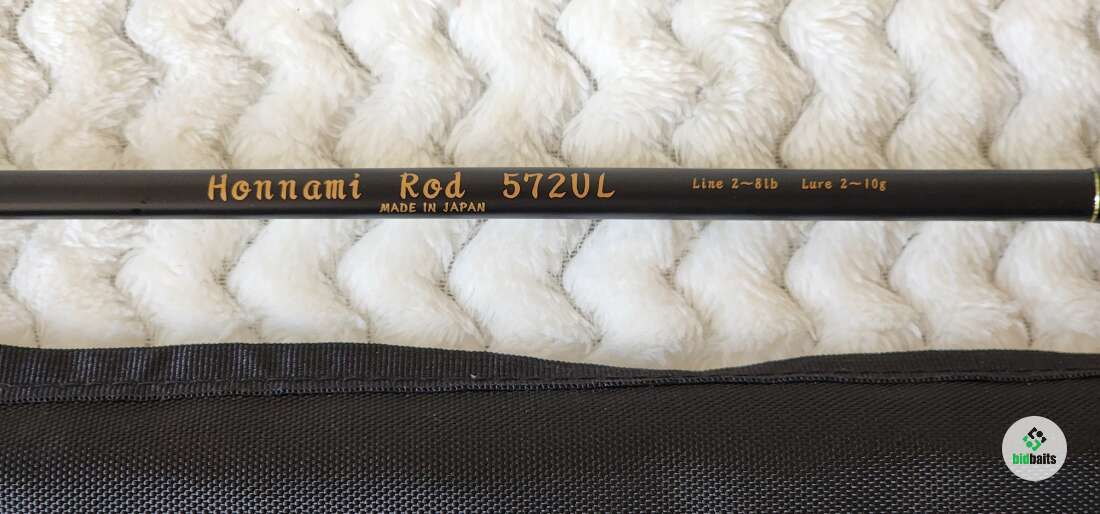 Honnami Rod 572UL Line 2~8lb Lure 2~10g
MADE IN JAPAN
bidbaits